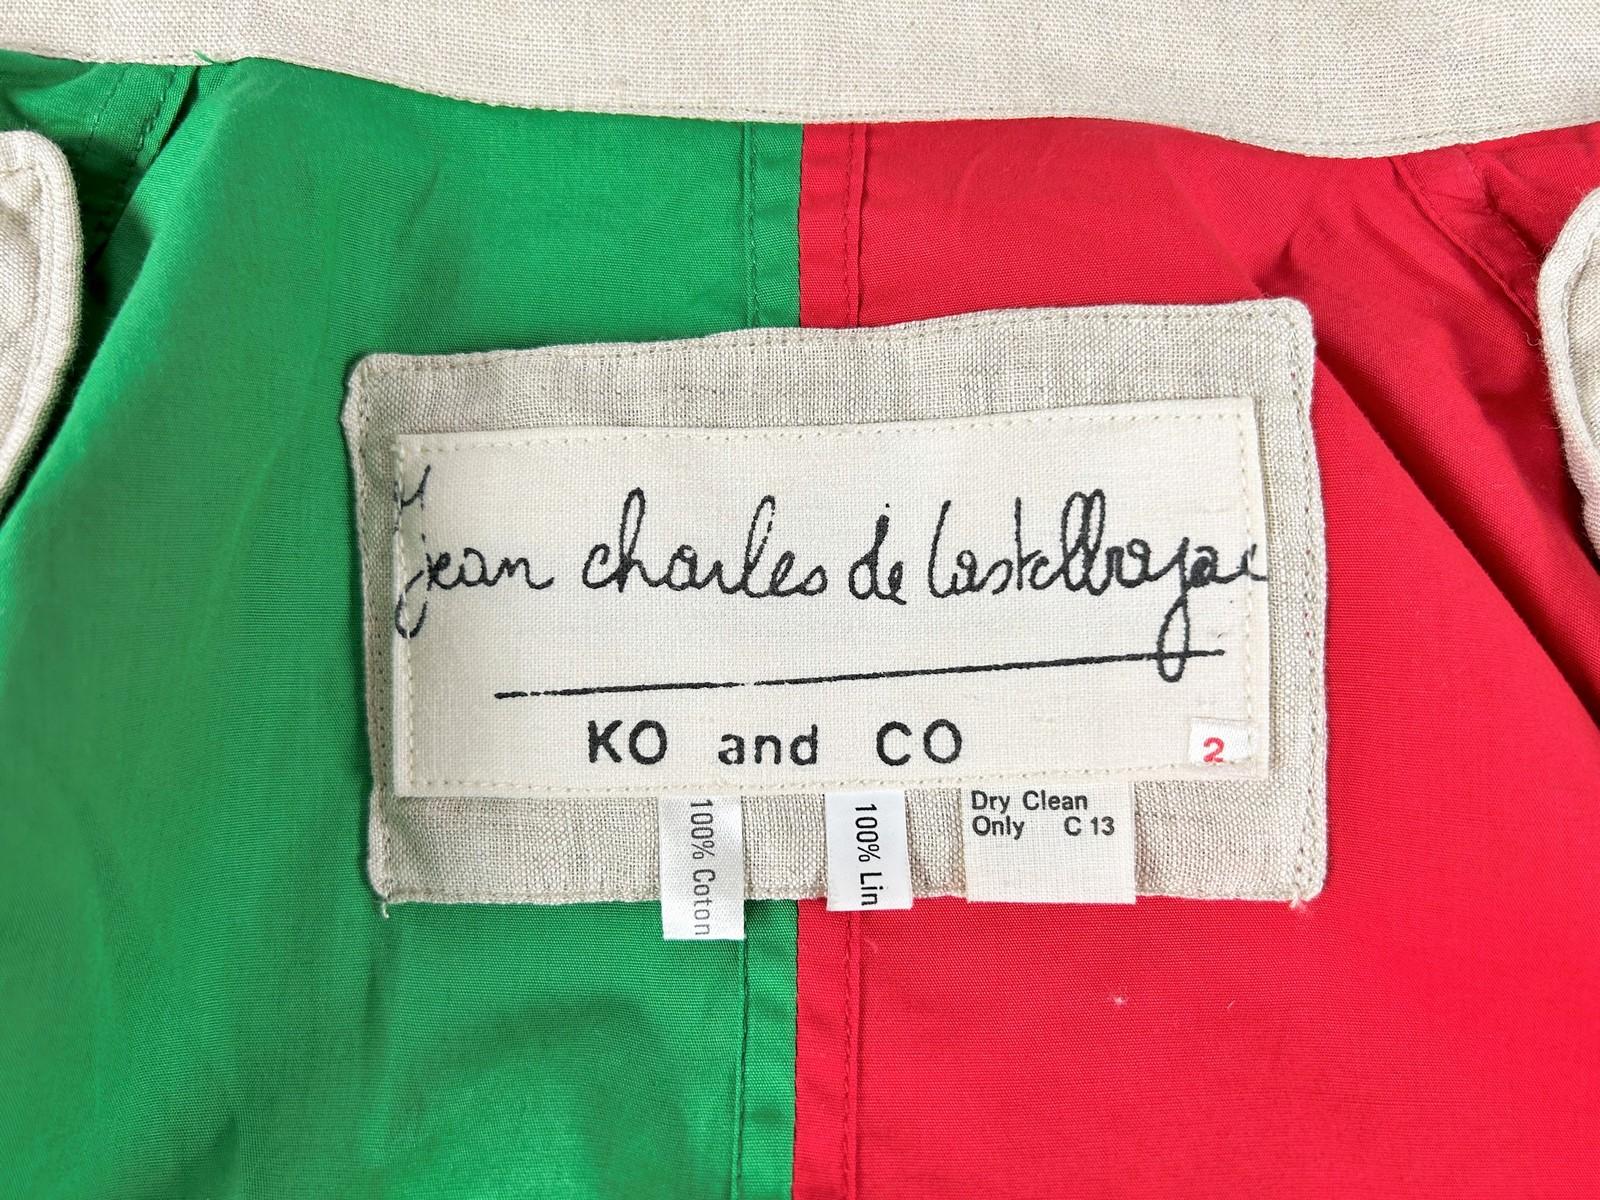 jean charles de Castelbajac
KO and CO
2
100% Coton
100% Lin
Dry Clean
Only C 13